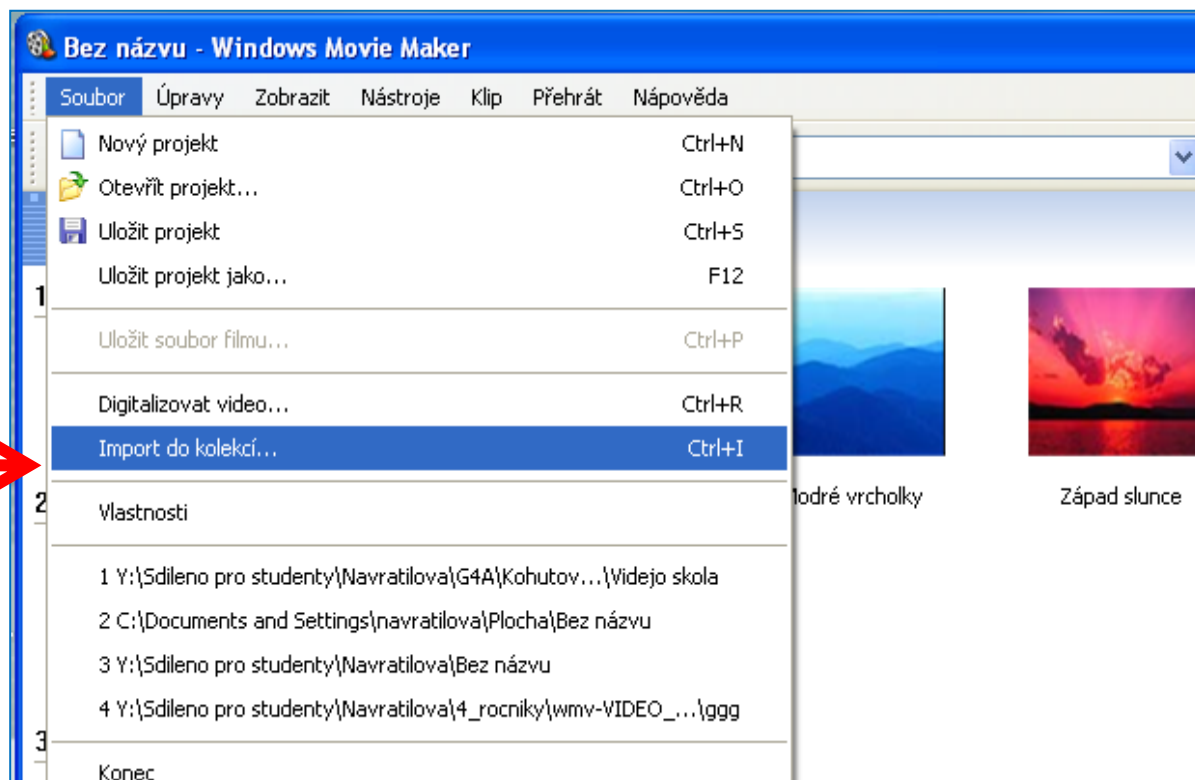 Bez názvu - Windows Movie Maker
Soubor Úpravy Zobrazit Nástroje Klip Přehrát Nápověda
Nový projekt Ctrl+N
Otevřít projekt... Ctrl+O
Uložit projekt Ctrl+S
Uložit projekt jako... F12
1
Uložit soubor filmu... Ctrl+P
Digitalizovat video... Ctrl+R
Import do kolekcí... Ctrl+I
2 vrcholky Západ slunce
Vlastnosti
1 Y:\Sdileno pro studenty\Navratilova\G4A\Kohutov...\Videjo skola
2 C:\Documents and Settings\navratilova\Plocha\Bez názvu
3 Y:\Sdileno pro studenty\Navratilova\Bez názvu
4 Y:\Sdileno pro studenty\Navratilova\4_rocniky\wmv-VIDEO_...\ggg
3
Konec